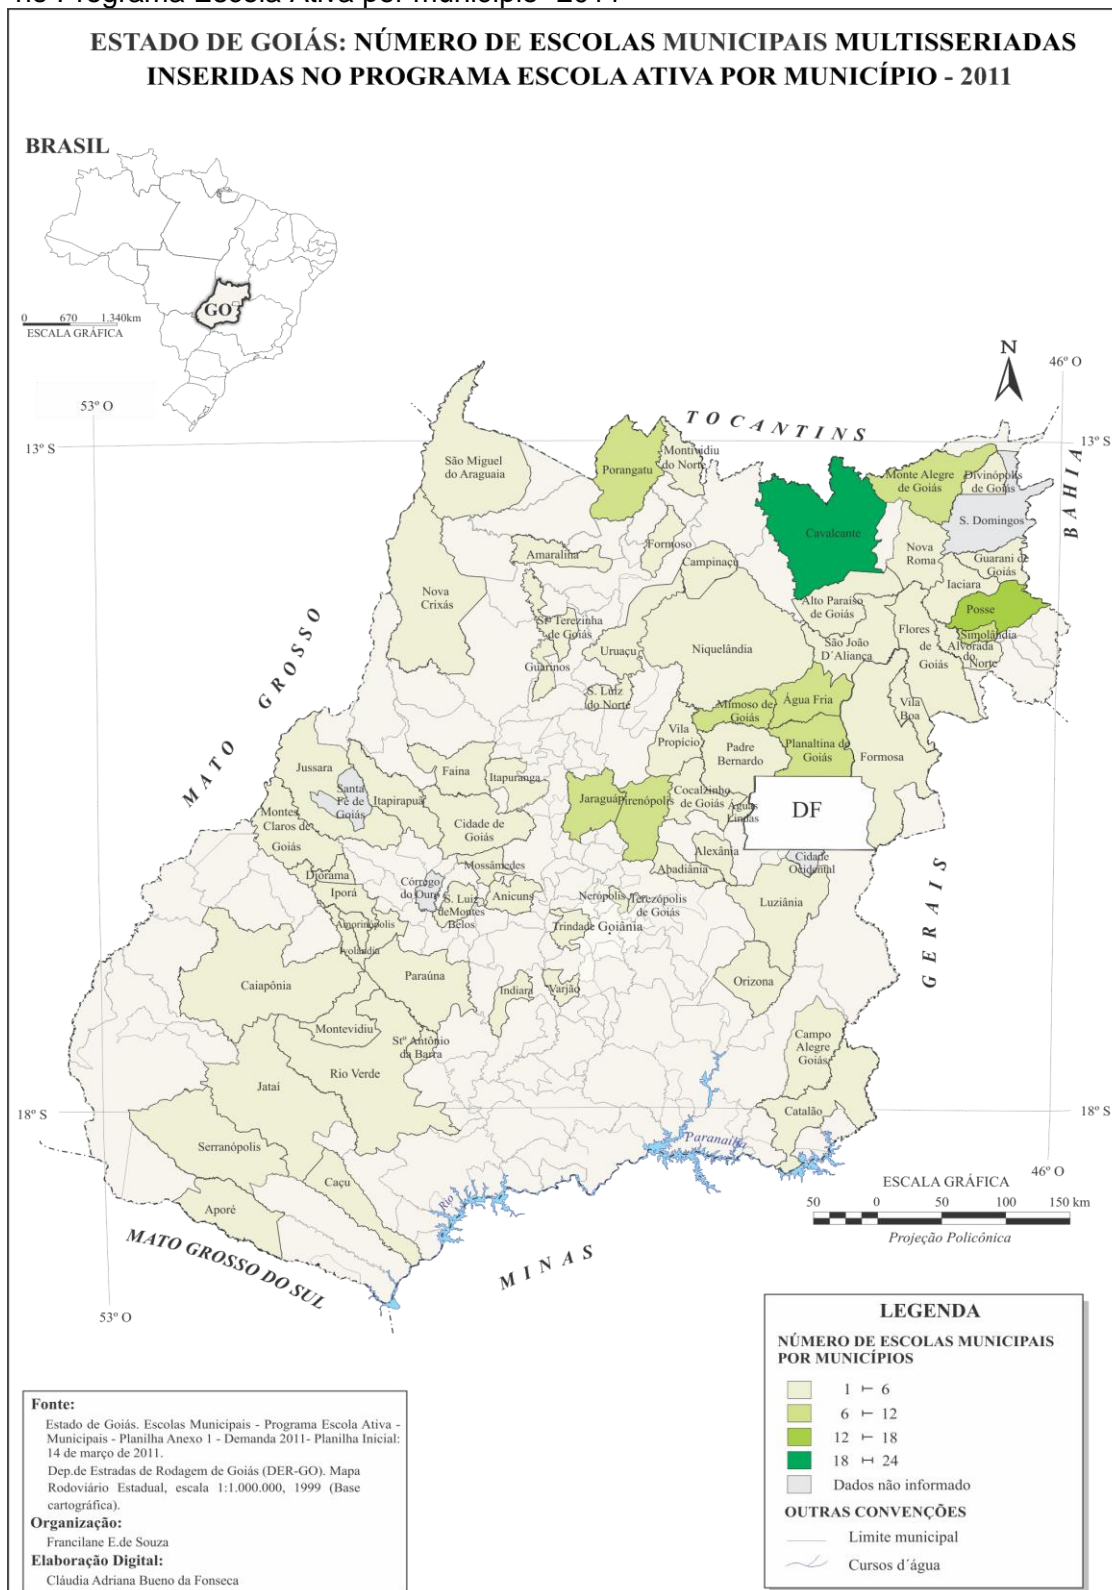 no Programa Escola Ativa por município - 2011
ESTADO DE GOIÁS: NÚMERO DE ESCOLAS MUNICIPAIS MULTISSERIADAS
INSERIDAS NO PROGRAMA ESCOLA ATIVA POR MUNICÍPIO - 2011
BRASIL
GO
0 670 1.340km
ESCALA GRÁFICA
N
53º O
46º O
13º S
13º S
TOCANTINS
BAHIA
MATO GROSSO
São Miguel
do Araguaia
Porangatu
Montividiu
do Norte
Monte Alegre
de Goiás
Divinópolis
de Goiás
S. Domingos
Cavalcante
Amaralina
Formoso
Campinaçu
Nova
Roma
Guarani de
Goiás
Iaciara
Nova
Crixás
Alto Paraíso
de Goiás
Posse
Stª Terezinha
de Goiás
Uruaçu
Niquelândia
São João
D´Aliança
Flores
de
Goiás
Simolândia
Alvorada
do
Norte
Guarinos
S. Luiz
do Norte
Mimoso de
Goiás
Água Fria
Vila
Boa
Vila
Propício
Padre
Bernardo
Planaltina de
Goiás
Formosa
Jussara
Faina
Itapuranga
Santa
Fé de
Goiás
Itapirapuã
Jaraguá
Pirenópolis
Cocalzinho
de Goiás
Águas
Lindas
DF
Montes
Claros de
Goiás
Cidade de
Goiás
Alexânia
Abadiânia
Cidade
Ocidental
Mossâmedes
Diorama
Iporá
Córrego
do Ouro
S. Luiz
deMontes
Belos
Anicuns
Nerópolis
Terezópolis
de Goiás
Luziânia
Amorinópolis
Ivolândia
Trindade
Goiânia
GERAIS
Paraúna
Caiapônia
Indiara
Varjão
Orizona
Montevidiu
Stº Antônio
da Barra
Campo
Alegre
Goiás
Rio Verde
Jataí
18º S
18º S
Catalão
Paranaíba
Serranópolis
Caçu
Rio
Aporé
46º O
ESCALA GRÁFICA
50 0 50 100 150 km
Projeção Policônica
MATO GROSSO DO SUL
MINAS
53º O
LEGENDA
NÚMERO DE ESCOLAS MUNICIPAIS
POR MUNICÍPIOS
1 ⊢ 6
6 ⊢ 12
12 ⊢ 18
18 ⊢⊣ 24
Dados não informado
OUTRAS CONVENÇÕES
Limite municipal
Cursos d´água
Fonte:
Estado de Goiás. Escolas Municipais - Programa Escola Ativa -
Municipais - Planilha Anexo 1 - Demanda 2011- Planilha Inicial:
14 de março de 2011.
Dep.de Estradas de Rodagem de Goiás (DER-GO). Mapa
Rodoviário Estadual, escala 1:1.000.000, 1999 (Base
cartográfica).
Organização:
Francilane E.de Souza
Elaboração Digital:
Cláudia Adriana Bueno da Fonseca